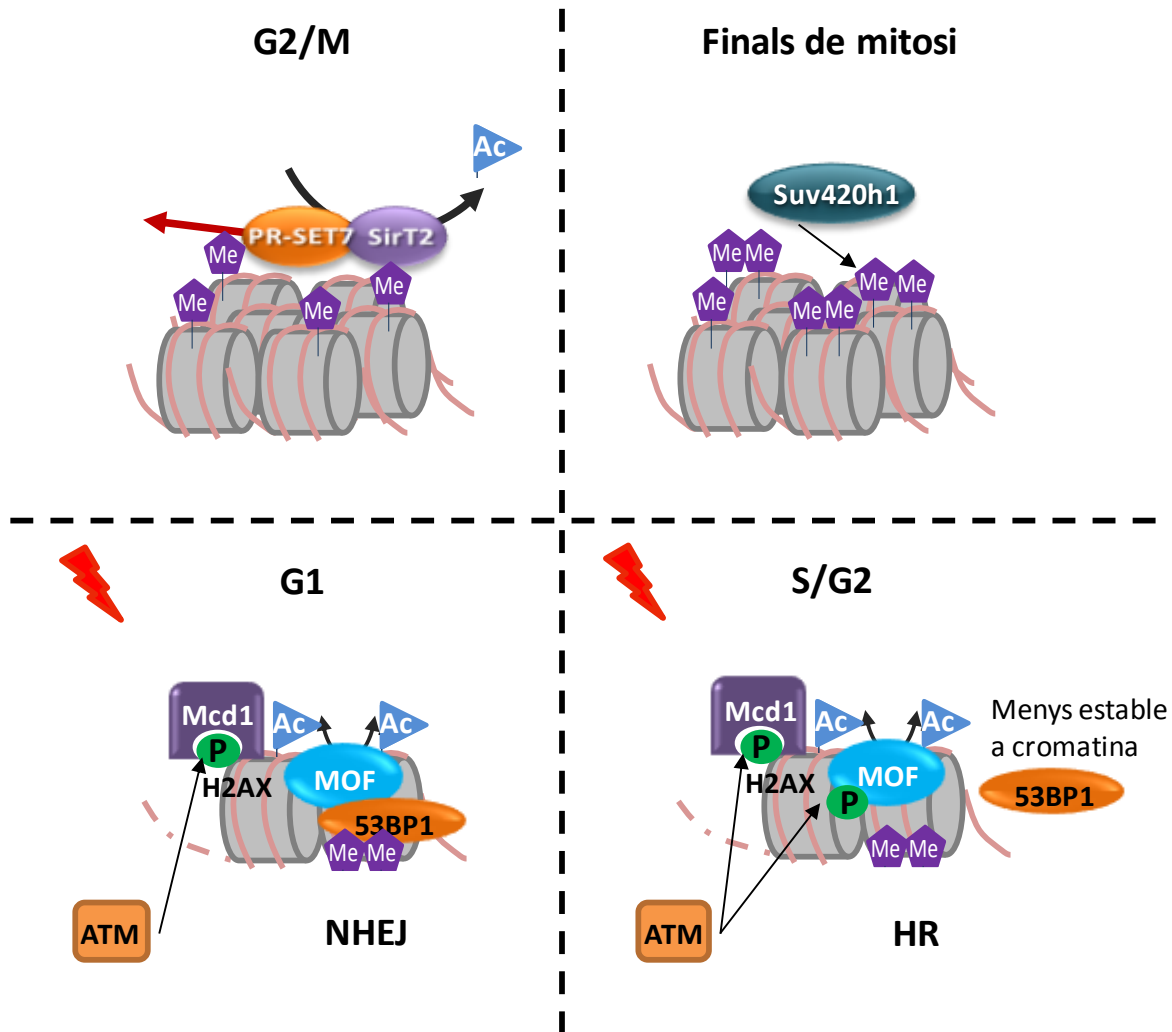 G2/M
Ac
PR-SET7 SirT2
Me
Me
Me
Me
Finals de mitosi
Suv420h1
Me Me
Me
Me Me
Me Me
G1
Mcd1
P
H2AX
Ac
Ac
MOF
53BP1
Me Me
ATM
NHEJ
S/G2
Mcd1
P
H2AX
Ac
Ac
MOF
P
Me Me
Menys estable
a cromatina
53BP1
ATM
HR